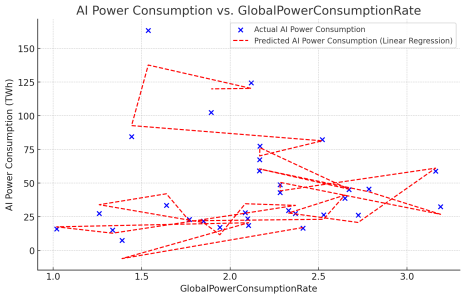 AI Power Consumption vs. GlobalPowerConsumptionRate
Actual AI Power Consumption
Predicted AI Power Consumption (Linear Regression)
AI Power Consumption (TWh)
150
125
100
75
50
25
0
1.0
1.5
2.0
2.5
3.0
GlobalPowerConsumptionRate